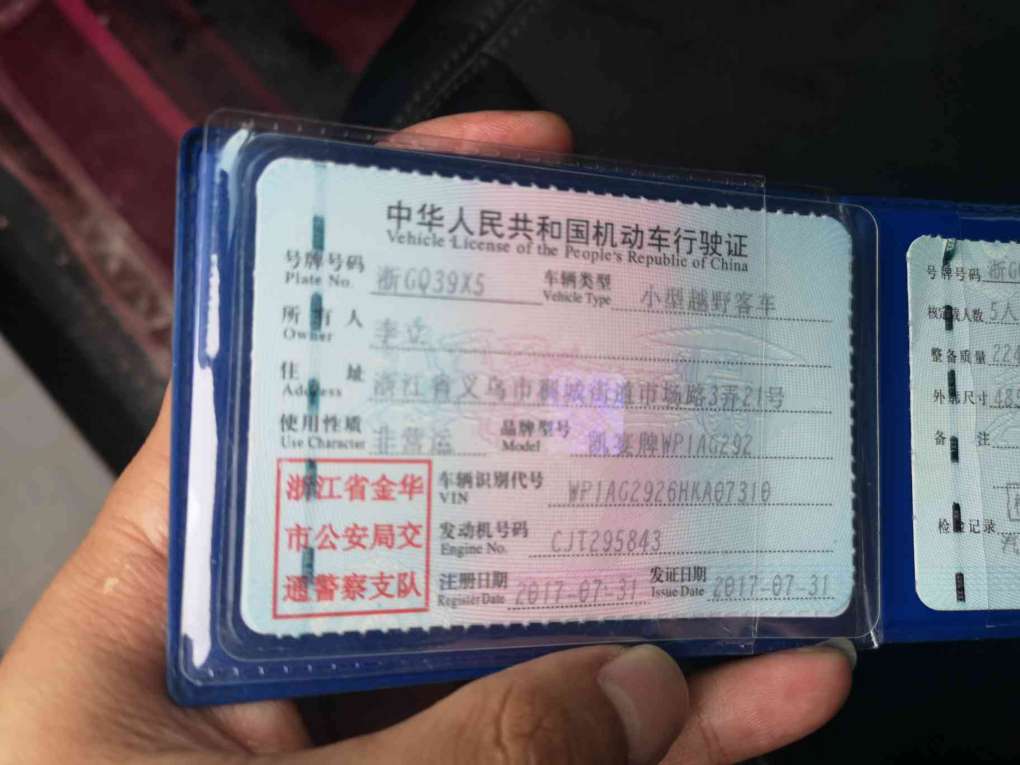 中华人民共和国机动车行驶证
Vehicle License of the People's Republic of China
号牌号码 浙GQ39X5 车辆类型 小型越野客车
Plate No. Vehicle Type
所有人 李
Owner
住址 浙江省义乌市稠城街道市场路3弄21号
Address
使用性质 非营运 品牌型号 凯宴牌WP1AG292
Use Character Model
浙江省金华
市公安局交
通警察支队
车辆识别代号 WP1AG2926HKA07310
VIN
发动机号码 CJT295843
Engine No.
注册日期 2017-07-31 发证日期 2017-07-31
Register Date Issue Date
号牌号码 浙G
核定载人数 5人
整备质量 224
外廓尺寸 485
备注
检验记录